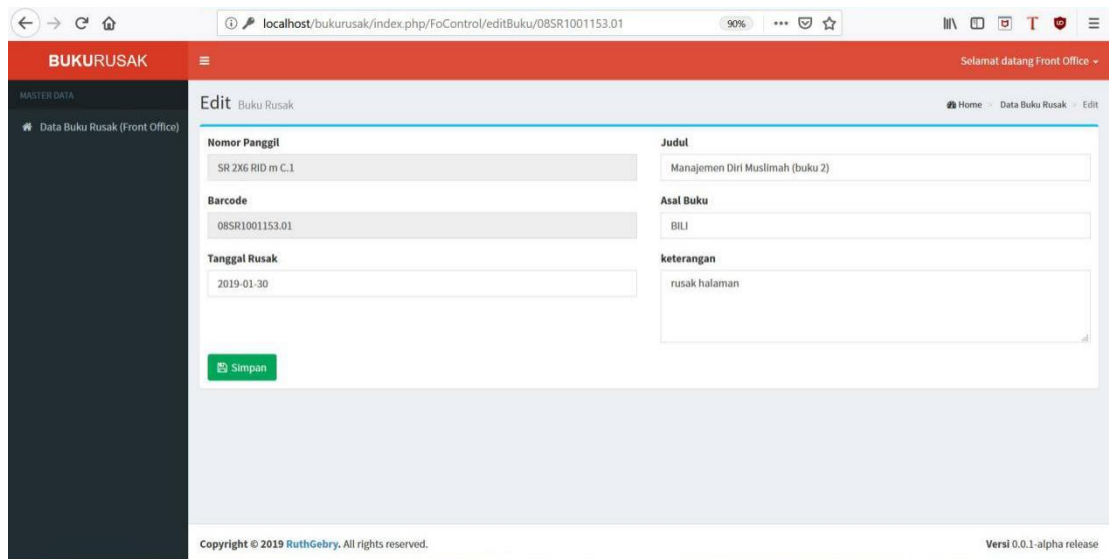 localhost/bukurusak/index.php/FoControl/editBuku/08SR1001153.01 90%
BUKURUSAK Selamat datang Front Office
MASTER DATA
Data Buku Rusak (Front Office)
Edit Buku Rusak Home > Data Buku Rusak > Edit
Nomor Panggil Judul
SR 2X6 RID m C.1 Manajemen Diri Muslimah (buku 2)
Barcode Asal Buku
08SR1001153.01 BILI
Tanggal Rusak keterangan
2019-01-30 rusak halaman
Simpan
Copyright © 2019 RuthGebry. All rights reserved. Versi 0.0.1-alpha release